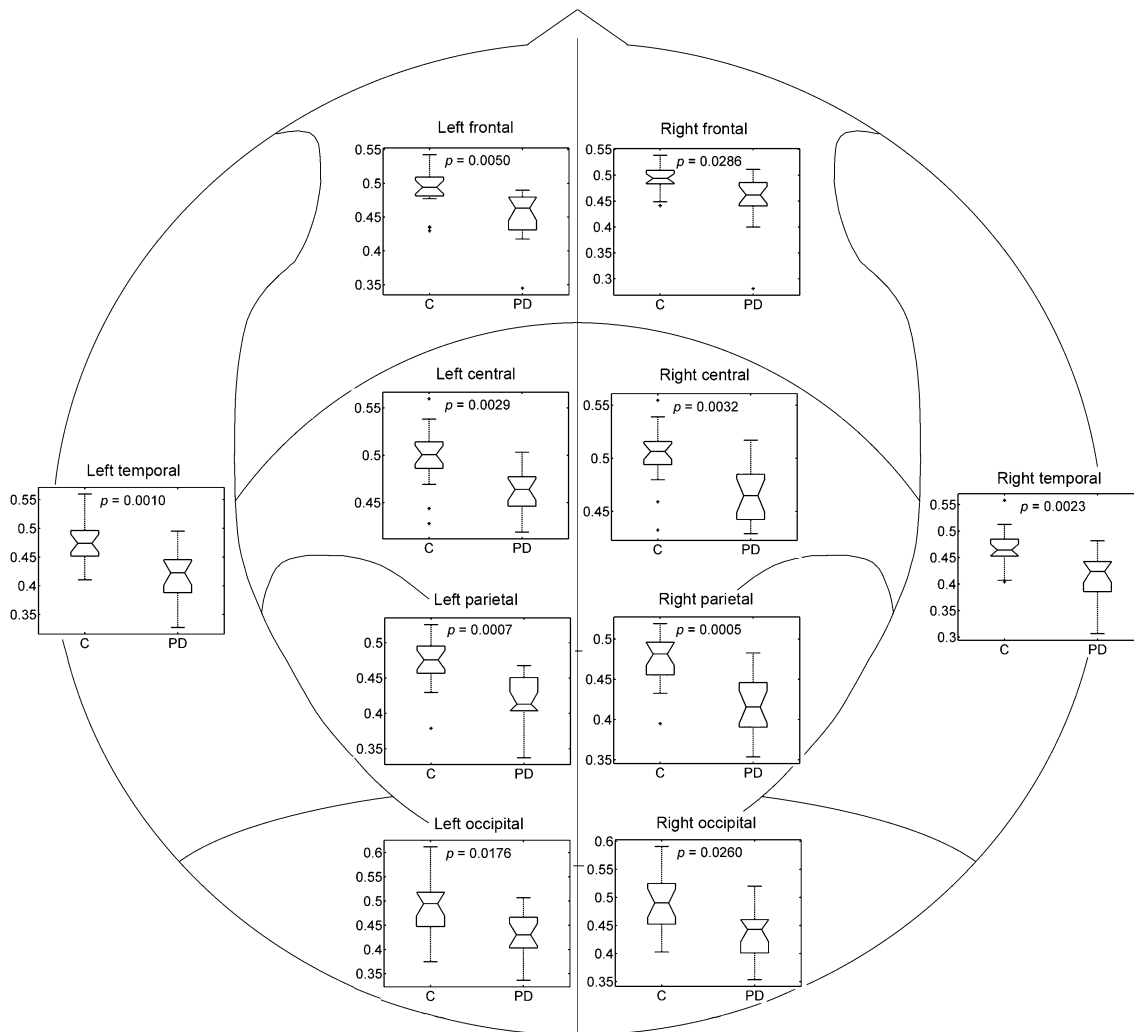 Left frontal
0.55
0.5
0.45
0.4
0.35
p = 0.0050
C PD
Right frontal
0.55
0.5
0.45
0.4
0.35
0.3
p = 0.0286
C PD
Left central
0.55
0.5
0.45
p = 0.0029
C PD
Right central
0.55
0.5
0.45
p = 0.0032
C PD
Left temporal
0.55
0.5
0.45
0.4
0.35
p = 0.0010
C PD
Right temporal
0.55
0.5
0.45
0.4
0.35
0.3
p = 0.0023
C PD
Left parietal
0.5
0.45
0.4
0.35
p = 0.0007
C PD
Right parietal
0.5
0.45
0.4
0.35
p = 0.0005
C PD
Left occipital
0.6
0.55
0.5
0.45
0.4
0.35
p = 0.0176
C PD
Right occipital
0.6
0.55
0.5
0.45
0.4
0.35
p = 0.0260
C PD